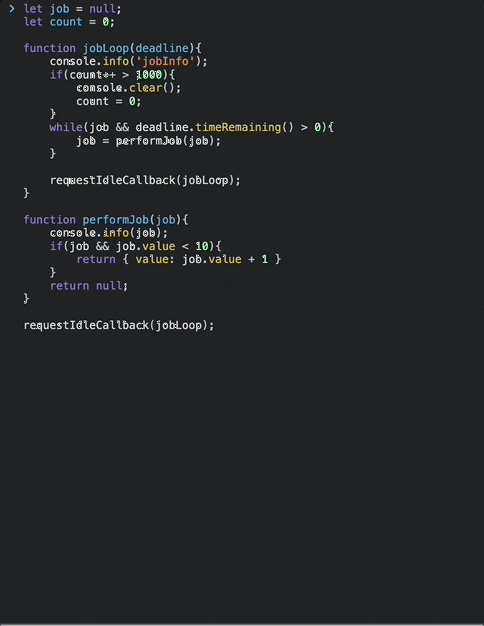 let job = null;
let count = 0;
function jobLoop(deadline){
console.info('jobInfo');
if(count++ > 1000){
console.clear();
count = 0;
}
while(job && deadline.timeRemaining() > 0){
job = performJob(job);
}
requestIdleCallback(jobLoop);
}
function performJob(job){
console.info(job);
if(job && job.value < 10){
return { value: job.value + 1 }
}
return null;
}
requestIdleCallback(jobLoop);